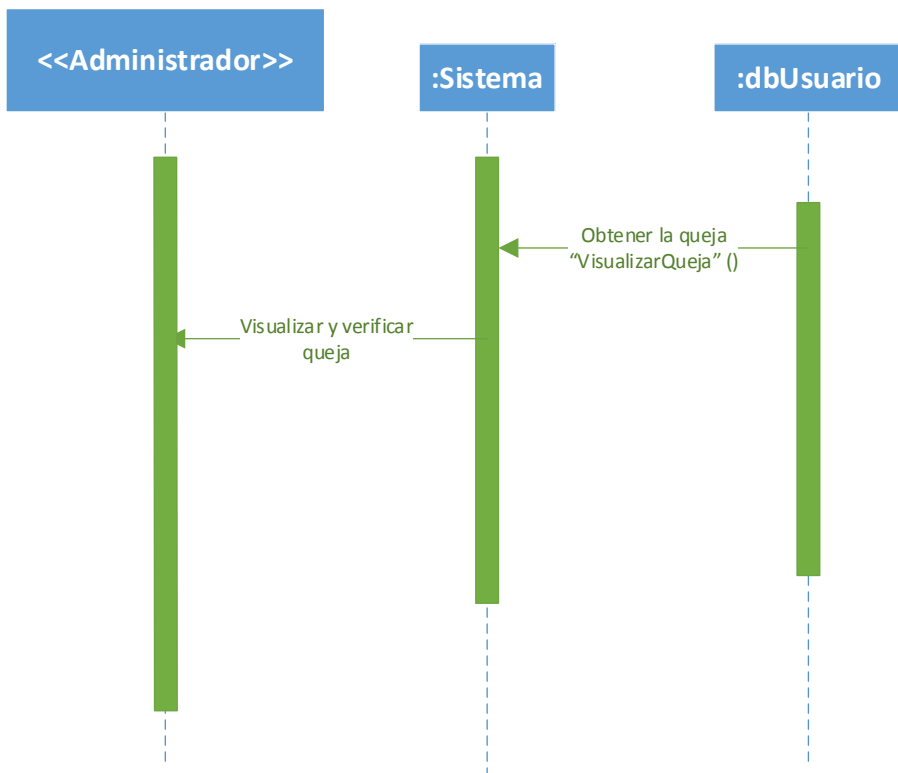 <<Administrador>>
:Sistema
:dbUsuario
Obtener la queja
“VisualizarQueja” ()
Visualizar y verificar
queja